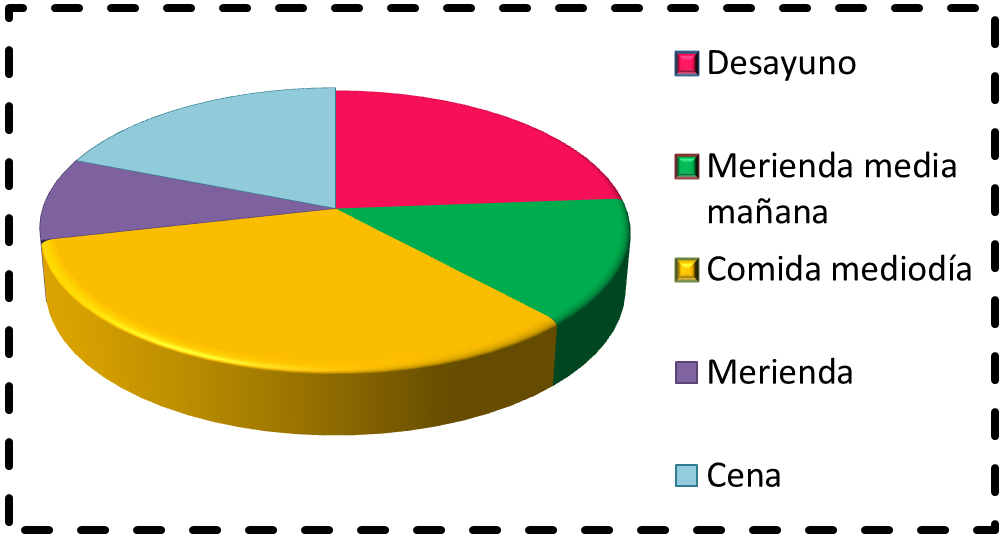 Desayuno
Merienda media
mañana
Comida mediodía
Merienda
Cena